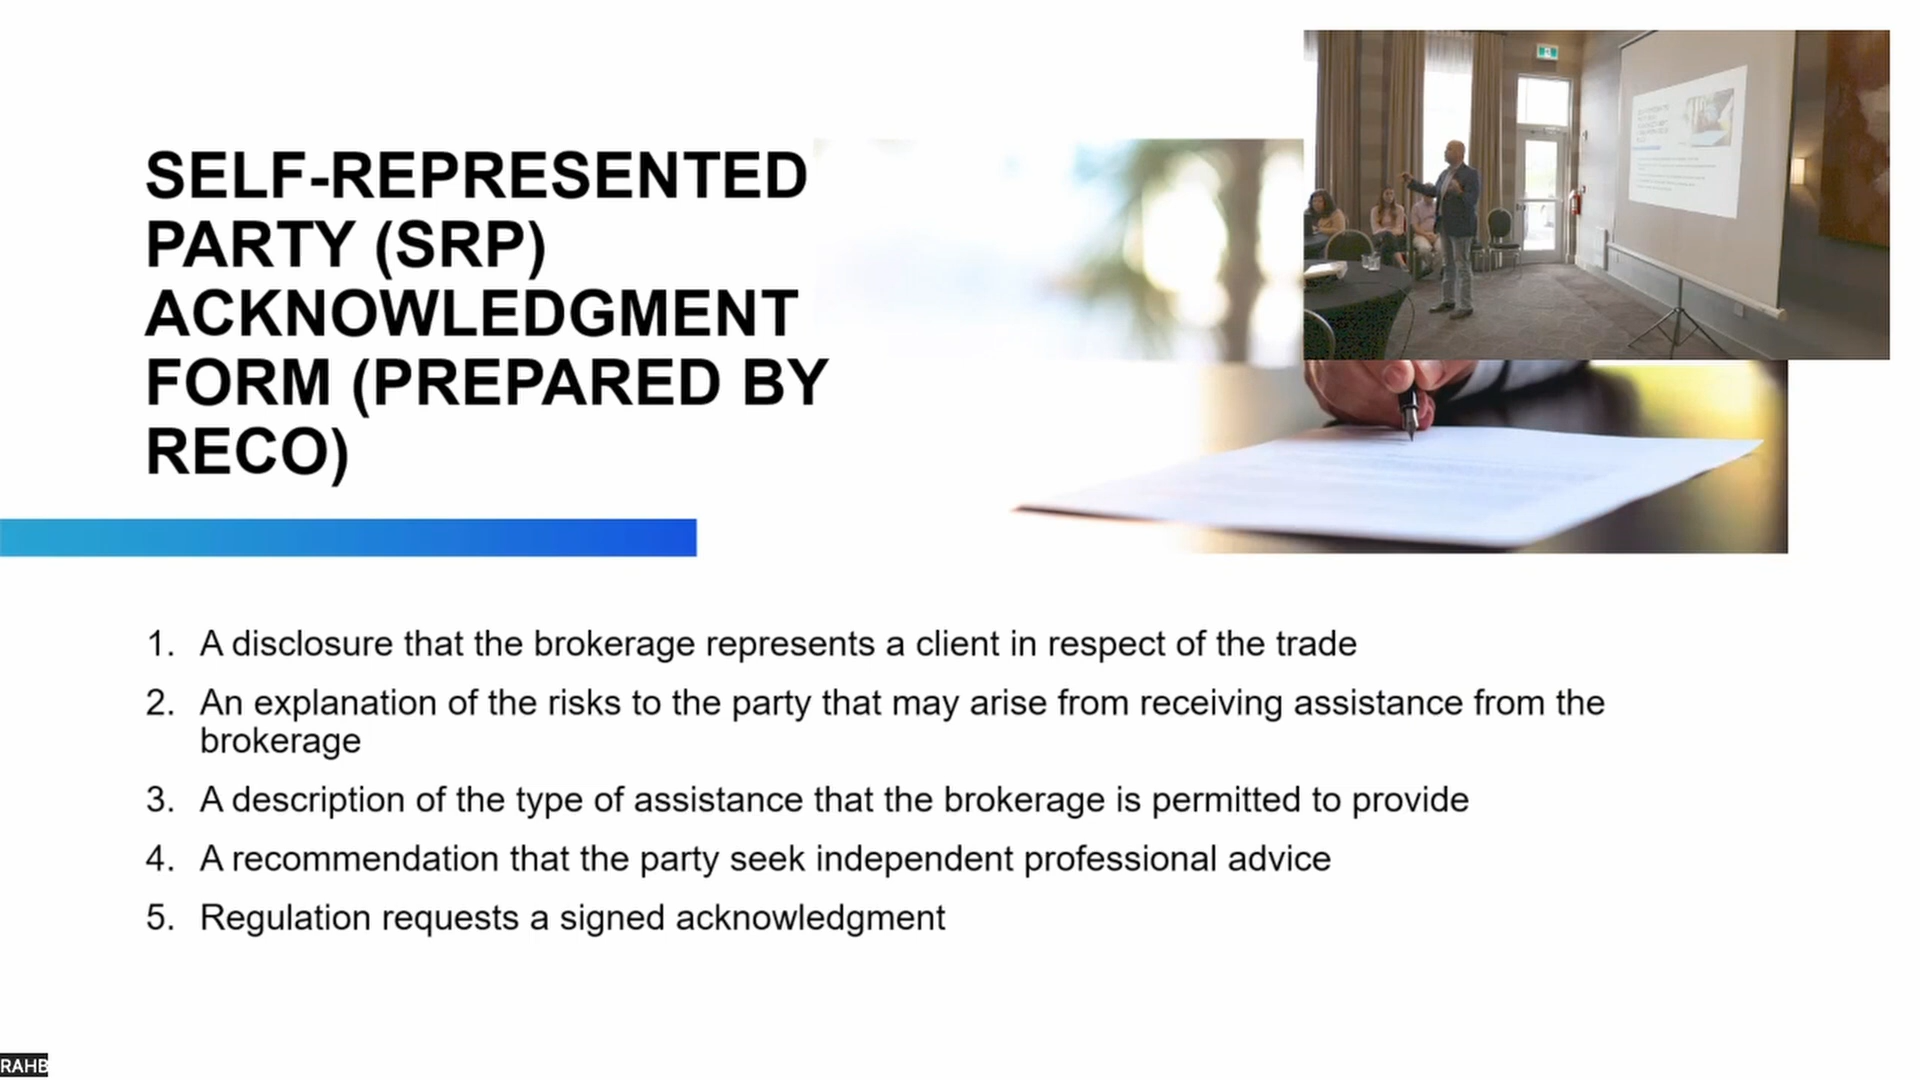 SELF-REPRESENTED
PARTY (SRP)
ACKNOWLEDGMENT
FORM (PREPARED BY
RECO)
1. A disclosure that the brokerage represents a client in respect of the trade
2. An explanation of the risks to the party that may arise from receiving assistance from the
brokerage
3. A description of the type of assistance that the brokerage is permitted to provide
4. A recommendation that the party seek independent professional advice
5. Regulation requests a signed acknowledgment
RAHB